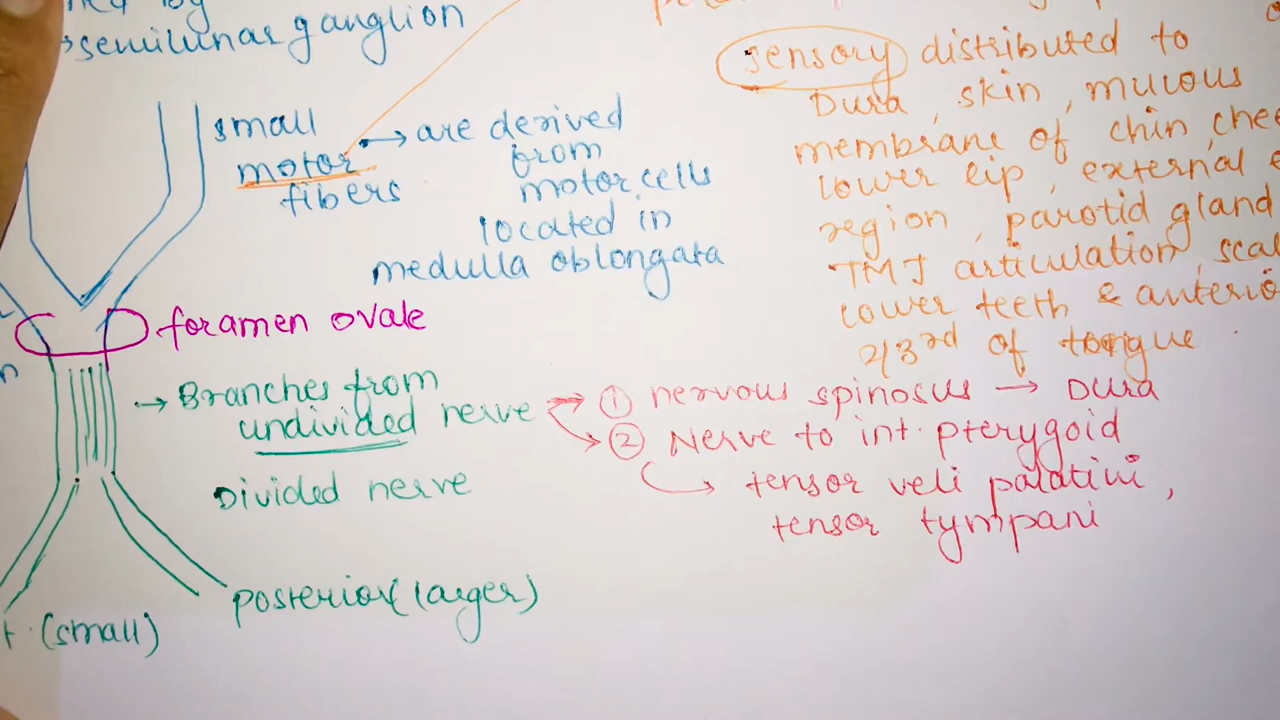 by
semilunar ganglion
small
motor
fibers
are derived
from
motor cells
located in
medulla oblongata
foramen ovale
Branches from
undivided nerve
Divided nerve
posterior (larger)
(small)
sensory distributed to
Dura, skin, mucous
membrane of chin,
lower lip, external
region, parotid gland
TMJ articulation,
lower teeth &
2/3rd of tongue
① nervous spinosus → Dura
② Nerve to int. pterygoid
tensor veli palatini,
tensor tympani